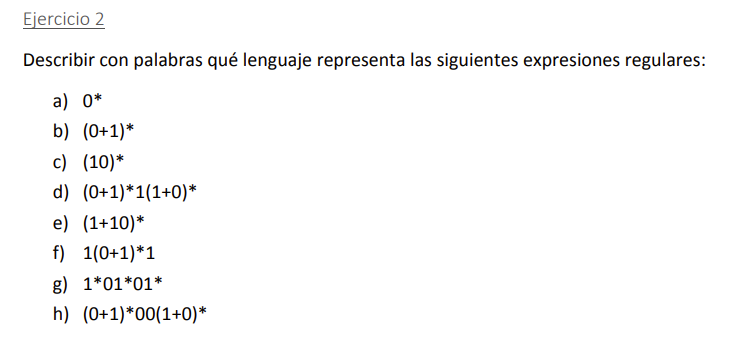 Ejercicio 2
Describir con palabras qué lenguaje representa las siguientes expresiones regulares:
a) 0*
b) (0+1)*
c) (10)*
d) (0+1)*1(1+0)*
e) (1+10)*
f) 1(0+1)*1
g) 1*01*01*
h) (0+1)*00(1+0)*